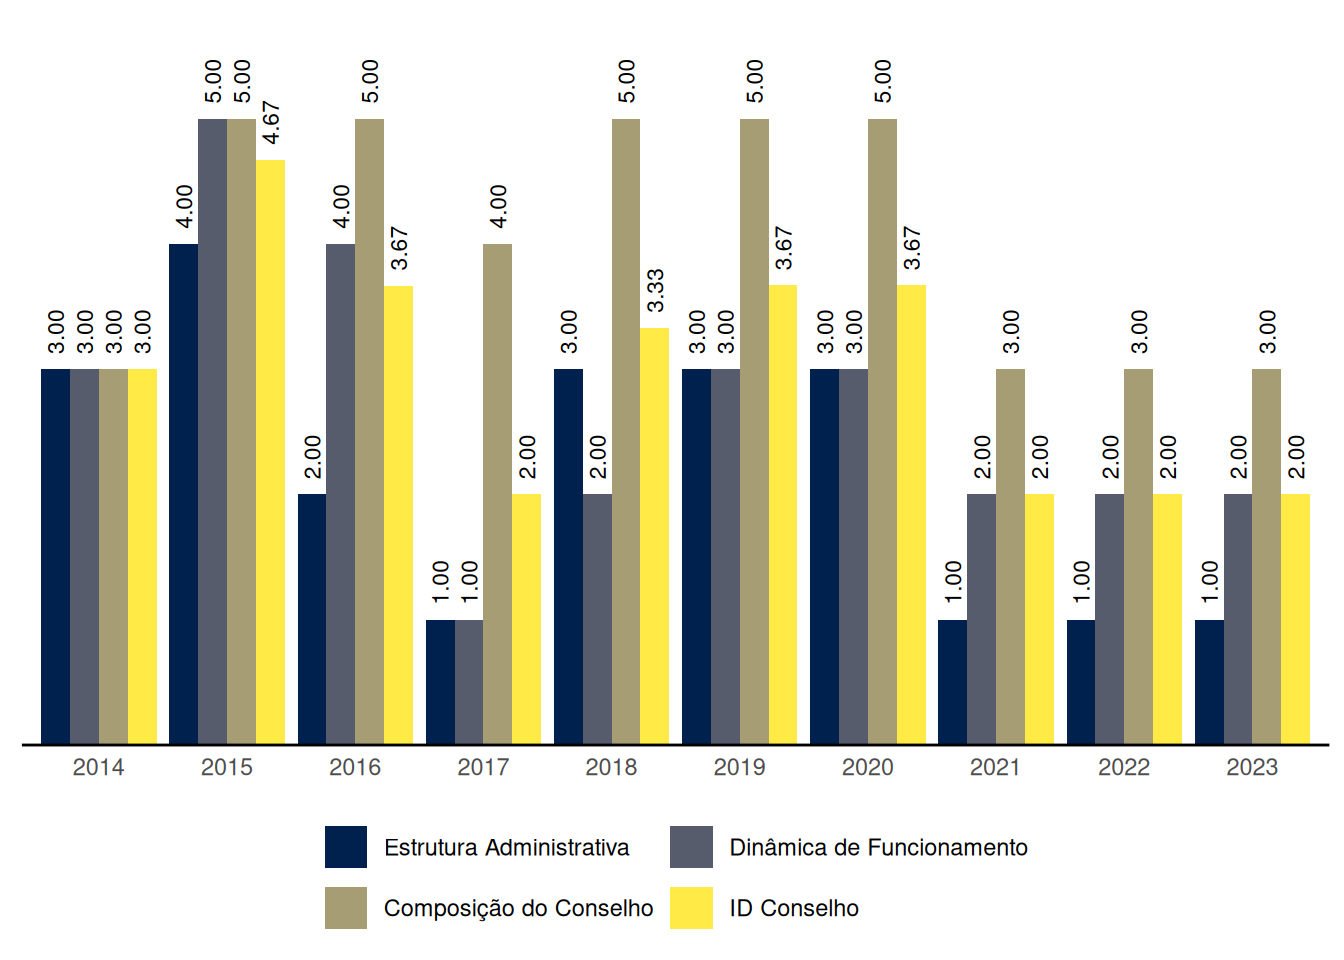 3.00 3.00 3.00 3.00
4.00 5.00 5.00 4.67
2.00 4.00 5.00 3.67
1.00 1.00 4.00 2.00
3.00 2.00 5.00 3.33
3.00 3.00 5.00 3.67
3.00 3.00 5.00 3.67
1.00 2.00 3.00 2.00
1.00 2.00 3.00 2.00
1.00 2.00 3.00 2.00
2014 2015 2016 2017 2018 2019 2020 2021 2022 2023
Estrutura Administrativa Dinâmica de Funcionamento
Composição do Conselho ID Conselho